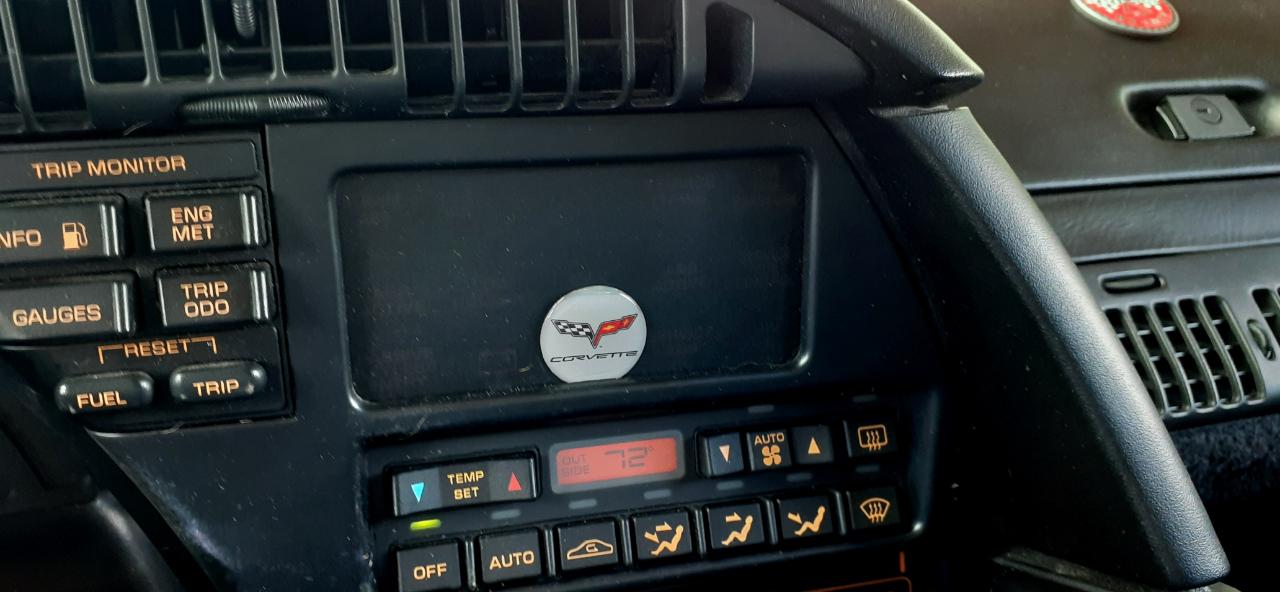 TRIP MONITOR
NFO
ENG
MET
GAUGES
TRIP
ODO
RESET
FUEL
TRIP
CORVETTE
TEMP
SET
OUT
SIDE
72°
AUTO
OFF
AUTO